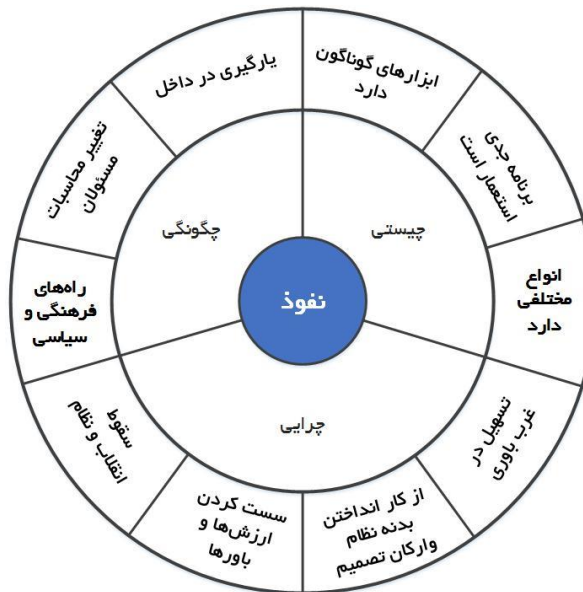 ابزارهای گوناگون
دارد
برنامه جدی
استعمار است
انواع
مختلفی
دارد
تسهیل در
غرب باوری
از کار انداختن
بدنه نظام
وارکان تصمیم
سست کردن
ارزش‌ها و
باورها
سقوط
انقلاب و نظام
راه‌های
فرهنگی و
سیاسی
تغییر محاسبات
مسئولان
یارگیری در داخل
چیستی
چرایی
چگونگی
نفوذ